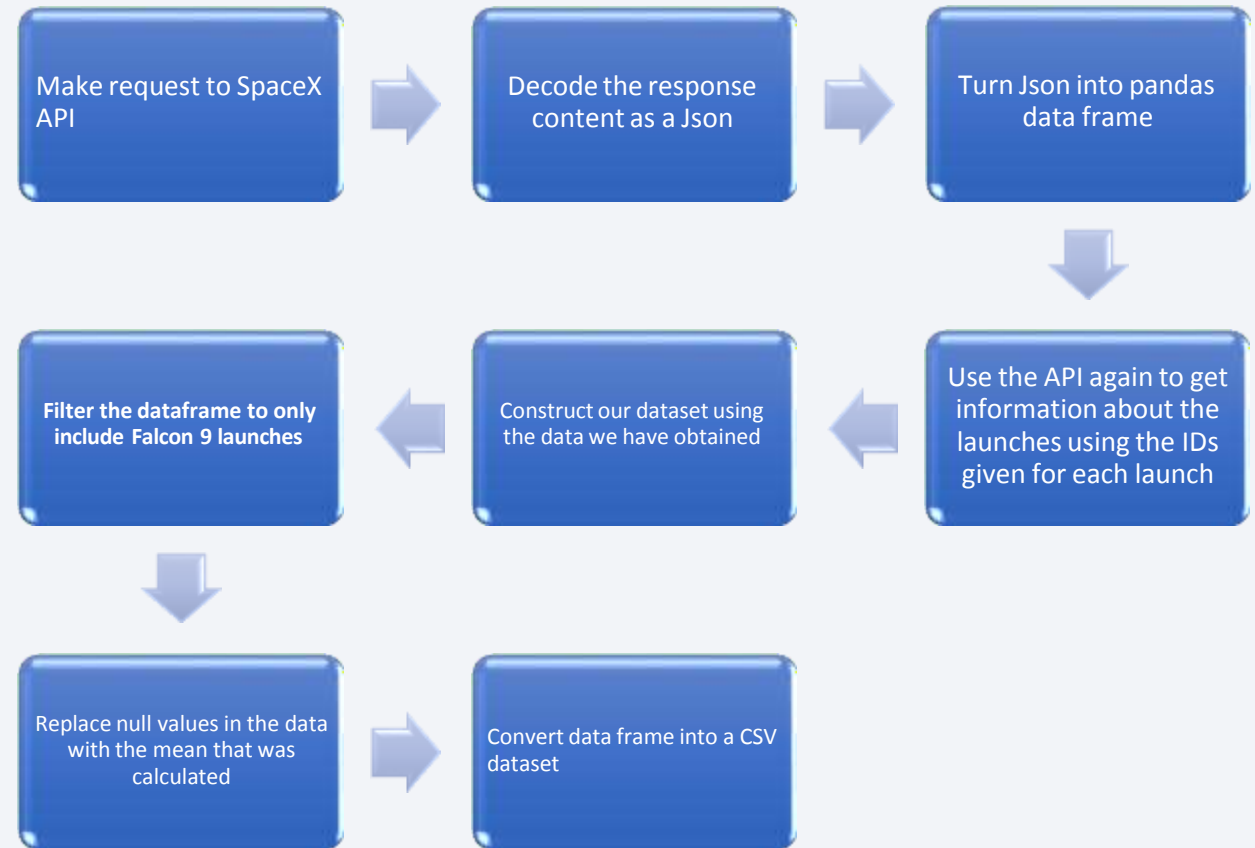 Make request to SpaceX
API
Decode the response
content as a Json
Turn Json into pandas
data frame
Use the API again to get
information about the
launches using the IDs
given for each launch
Construct our dataset using
the data we have obtained
Filter the dataframe to only
include Falcon 9 launches
Replace null values in the data
with the mean that was
calculated
Convert data frame into a CSV
dataset